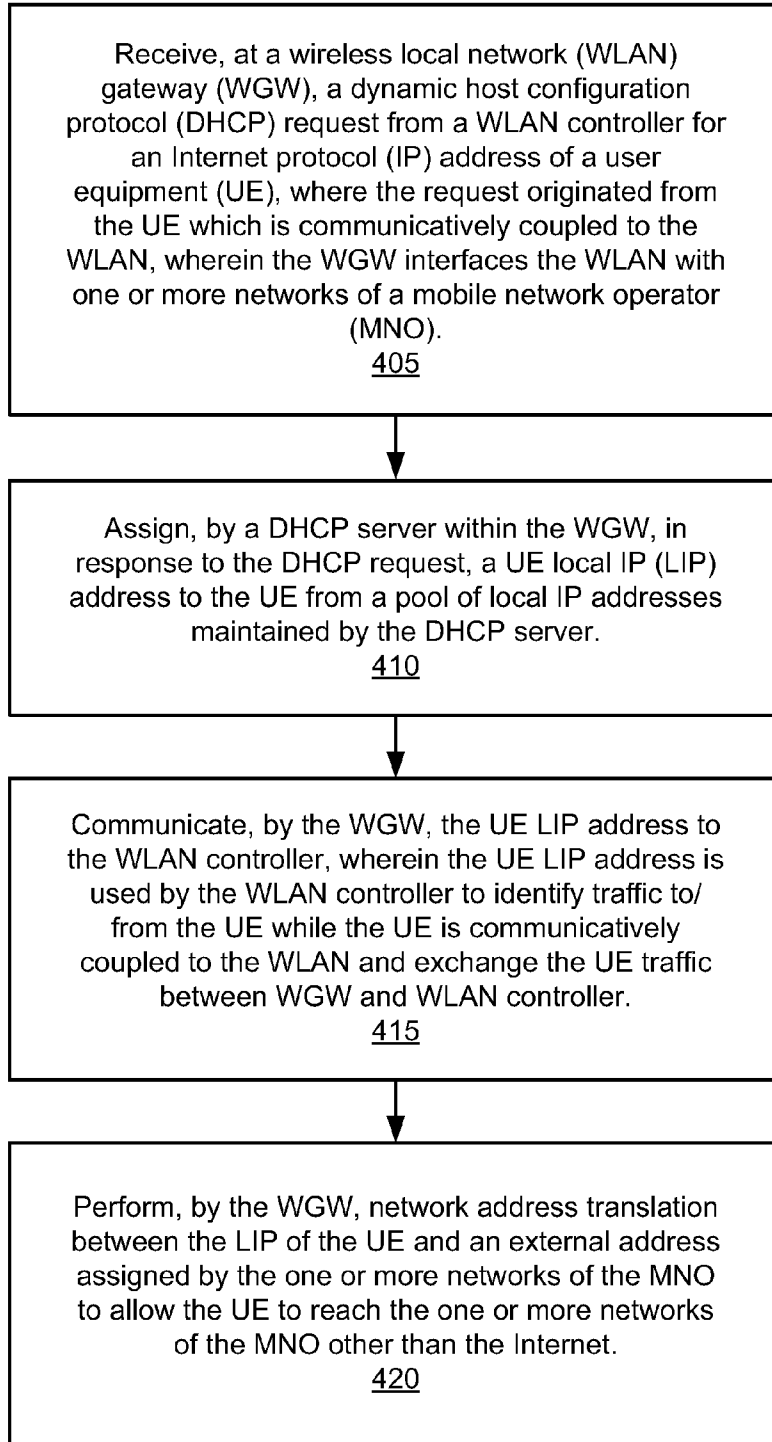 Receive, at a wireless local network (WLAN)
gateway (WGW), a dynamic host configuration
protocol (DHCP) request from a WLAN controller for
an Internet protocol (IP) address of a user
equipment (UE), where the request originated from
the UE which is communicatively coupled to the
WLAN, wherein the WGW interfaces the WLAN with
one or more networks of a mobile network operator
(MNO).
405
Assign, by a DHCP server within the WGW, in
response to the DHCP request, a UE local IP (LIP)
address to the UE from a pool of local IP addresses
maintained by the DHCP server.
410
Communicate, by the WGW, the UE LIP address to
the WLAN controller, wherein the UE LIP address is
used by the WLAN controller to identify traffic to/
from the UE while the UE is communicatively
coupled to the WLAN and exchange the UE traffic
between WGW and WLAN controller.
415
Perform, by the WGW, network address translation
between the LIP of the UE and an external address
assigned by the one or more networks of the MNO
to allow the UE to reach the one or more networks
of the MNO other than the Internet.
420